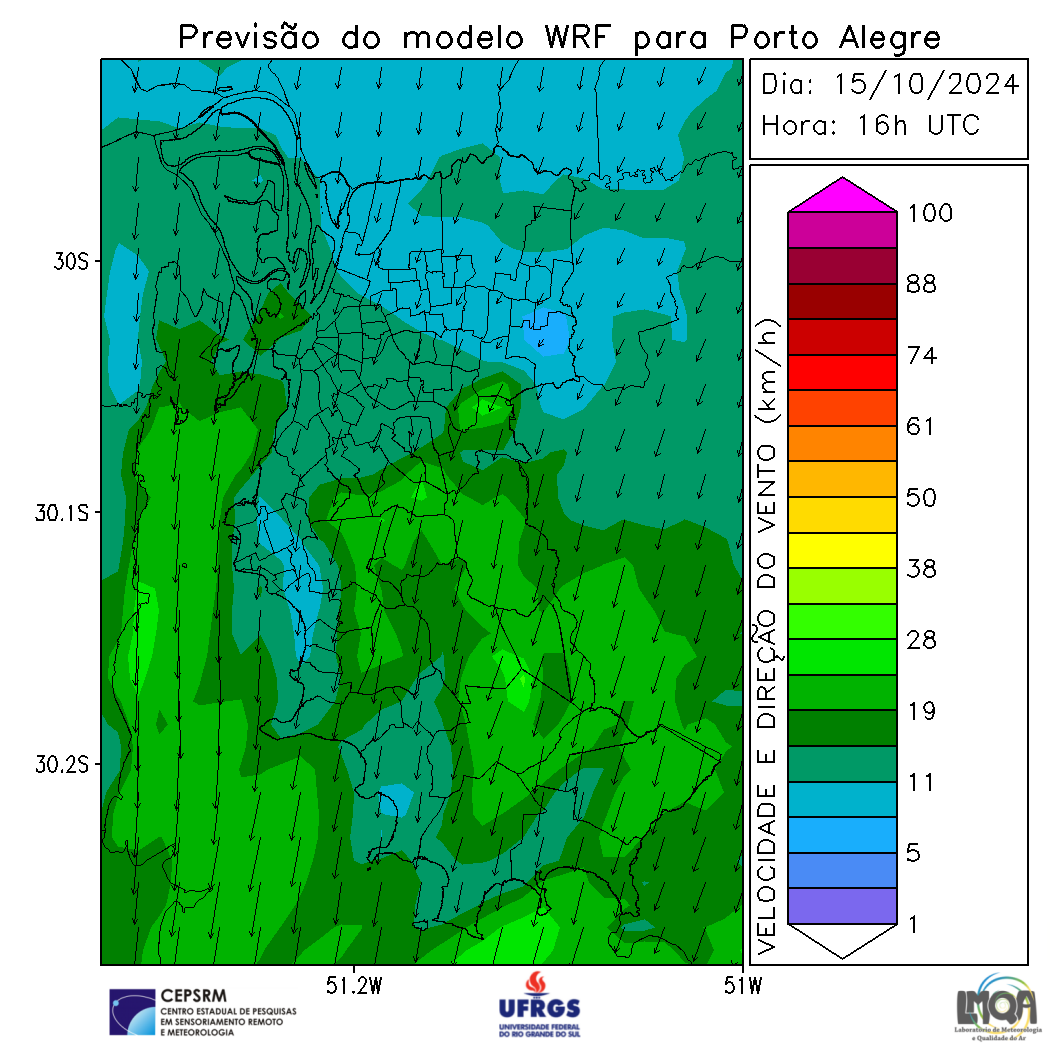 Previsão do modelo WRF para Porto Alegre
Dia: 15/10/2024
Hora: 16h UTC
30S
30.1S
30.2S
51.2W
51W
VELOCIDADE E DIREÇÃO DO VENTO (km/h)
100
88
74
61
50
38
28
19
11
5
1
CEPSRM
CENTRO ESTADUAL DE PESQUISAS
EM SENSORIAMENTO REMOTO
E METEOROLOGIA
UFRGS
UNIVERSIDADE FEDERAL
DO RIO GRANDE DO SUL
LMQA
Laboratório de Meteorologia
e Qualidade do Ar